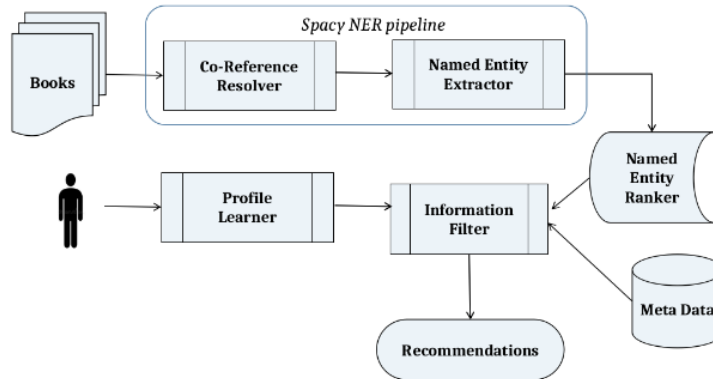 Spacy NER pipeline
Books
Co-Reference
Resolver
Named Entity
Extractor
Named
Entity
Ranker
Profile
Learner
Information
Filter
Meta Data
Recommendations